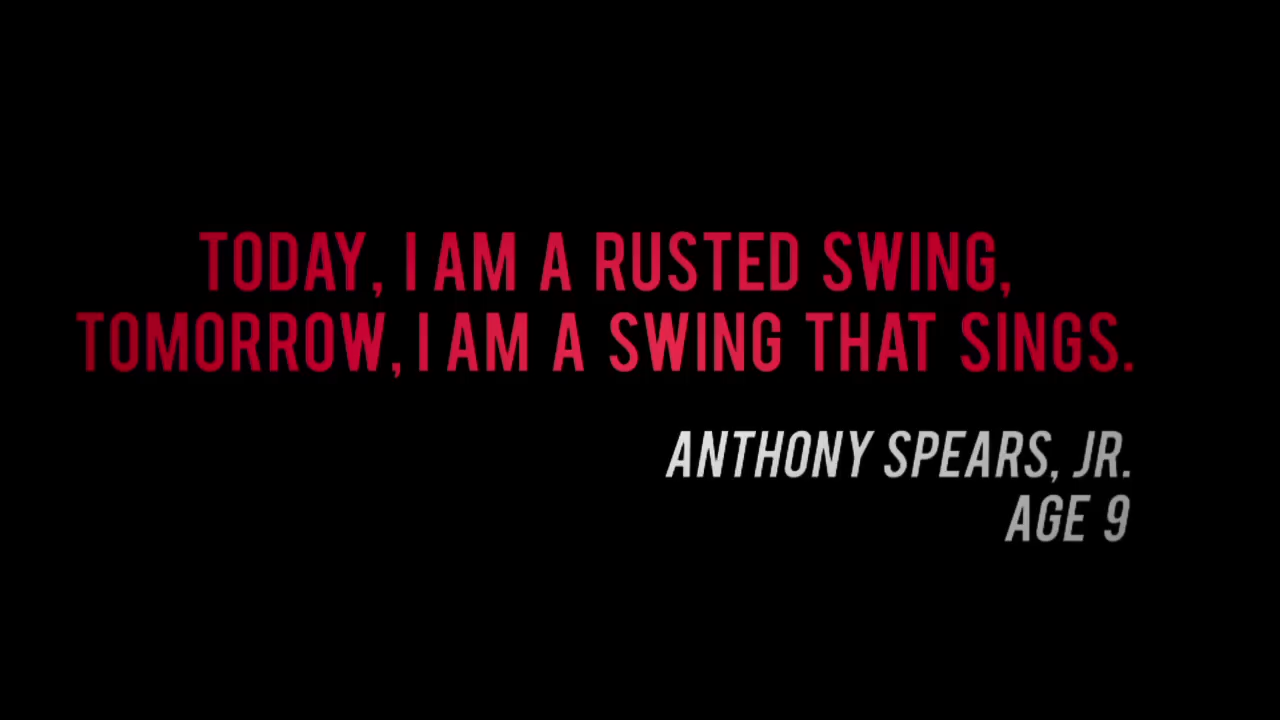 TODAY, I AM A RUSTED SWING,
TOMORROW, I AM A SWING THAT SINGS.
ANTHONY SPEARS, JR.
AGE 9